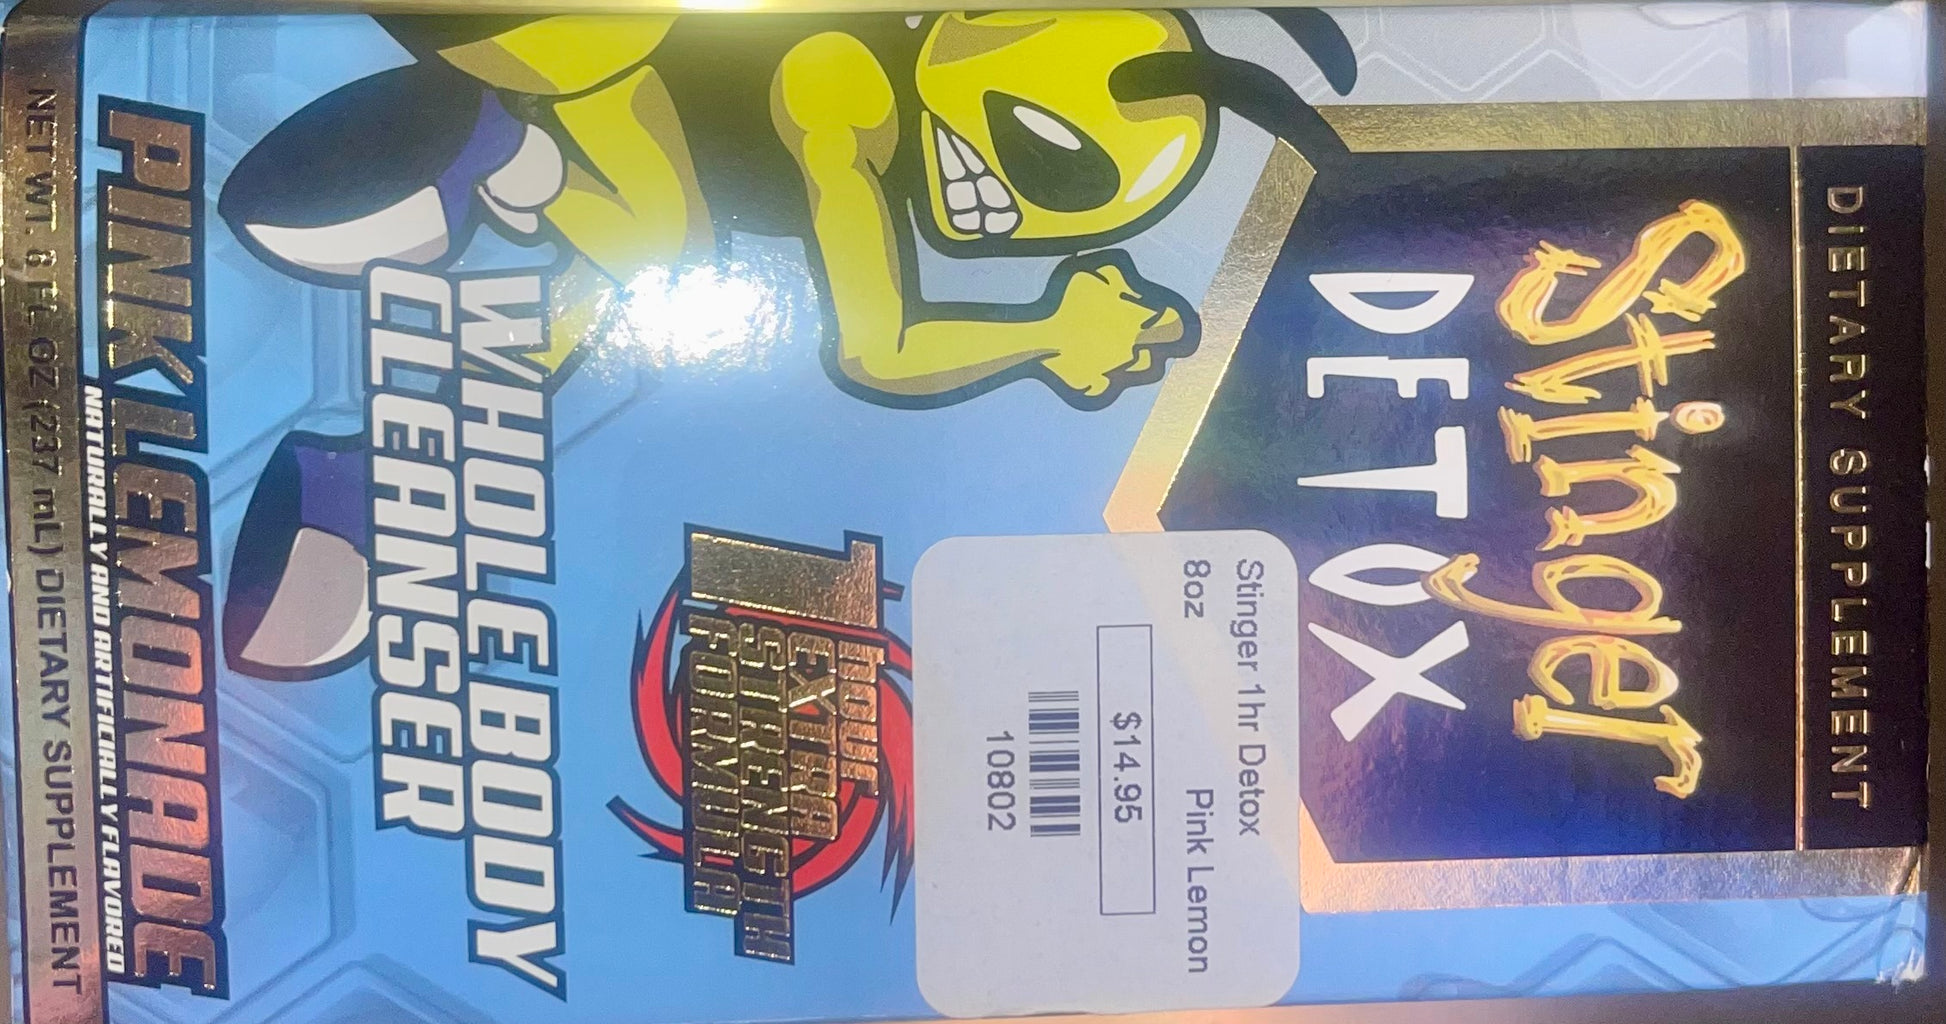 DIETARY SUPPLEMENT
Stinger
DETOX
Stinger 1hr Detox
8oz Pink Lemon
$14.95
10802
1 hour
EXTRA
STRENGTH
FORMULA
WHOLE BODY
CLEANSER
PINK LEMONADE
NATURALLY AND ARTIFICIALLY FLAVORED
NET WT. 8 FL. OZ (237 mL) DIETARY SUPPLEMENT